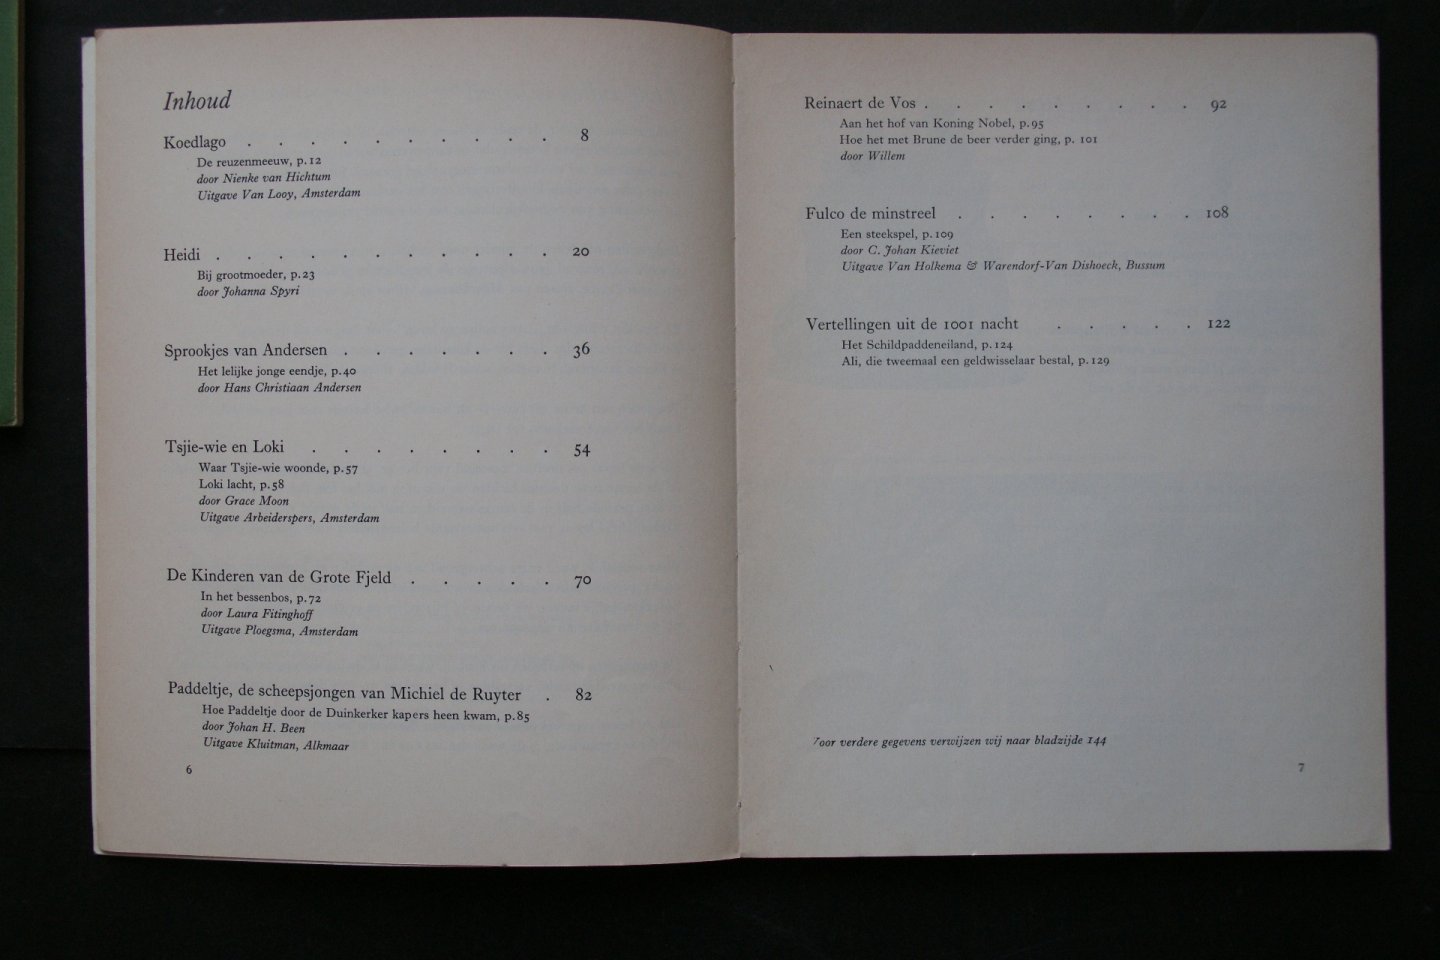 Inhoud
Koedlago . . . . . . . . . . 8
De reuzenmeeuw, p.12
door Nienke van Hichtum
Uitgave Van Looy, Amsterdam
Heidi . . . . . . . . . . . 20
Bij grootmoeder, p.23
door Johanna Spyri
Sprookjes van Andersen . . . . . . . 36
Het lelijke jonge eendje, p.40
door Hans Christiaan Andersen
Tsjie-wie en Loki . . . . . . . . 54
Waar Tsjie-wie woonde, p.57
Loki lacht, p.58
door Grace Moon
Uitgave Arbeiderspers, Amsterdam
De Kinderen van de Grote Fjeld . . . . . 70
In het bessenbos, p.72
door Laura Fitinghoff
Uitgave Ploegsma, Amsterdam
Paddeltje, de scheepsjongen van Michiel de Ruyter . 82
Hoe Paddeltje door de Duinkerker kapers heen kwam, p.85
door Johan H. Been
Uitgave Kluitman, Alkmaar
6
Reinaert de Vos . . . . . . . . . 92
Aan het hof van Koning Nobel, p.95
Hoe het met Brune de beer verder ging, p. 101
door Willem
Fulco de minstreel . . . . . . . . 108
Een steekspel, p.109
door C. Johan Kieviet
Uitgave Van Holkema & Warendorf-Van Dishoeck, Bussum
Vertellingen uit de 1001 nacht . . . . . 122
Het Schildpaddeneiland, p.124
Ali, die tweemaal een geldwisselaar bestal, p.129
Voor verdere gegevens verwijzen wij naar bladzijde 144
7